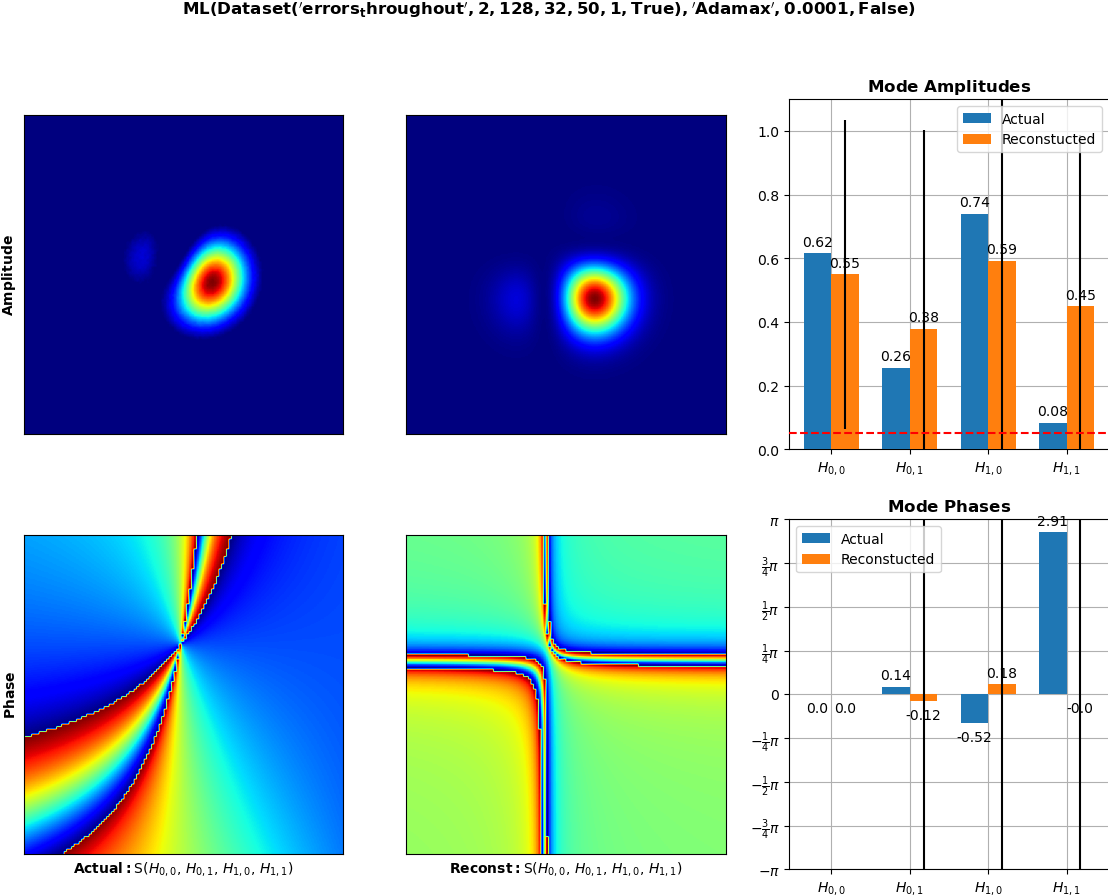 ML(Dataset('errors_throughout', 2, 128, 32, 50, 1, True), 'Adamax', 0.0001, False)
Mode Amplitudes
Amplitude
1.0
0.8
0.6
0.4
0.2
0.0
Actual
Reconstucted
0.62
0.55
0.26
0.38
0.74
0.59
0.08
0.45
H0,0
H0,1
H1,0
H1,1
Mode Phases
Phase
π
3/4π
1/2π
1/4π
0
−1/4π
−1/2π
−3/4π
−π
Actual
Reconstucted
0.0
0.0
0.14
-0.12
-0.52
0.18
2.91
-0.0
H0,0
H0,1
H1,0
H1,1
Actual: S(H0,0, H0,1, H1,0, H1,1)
Reconst: S(H0,0, H0,1, H1,0, H1,1)